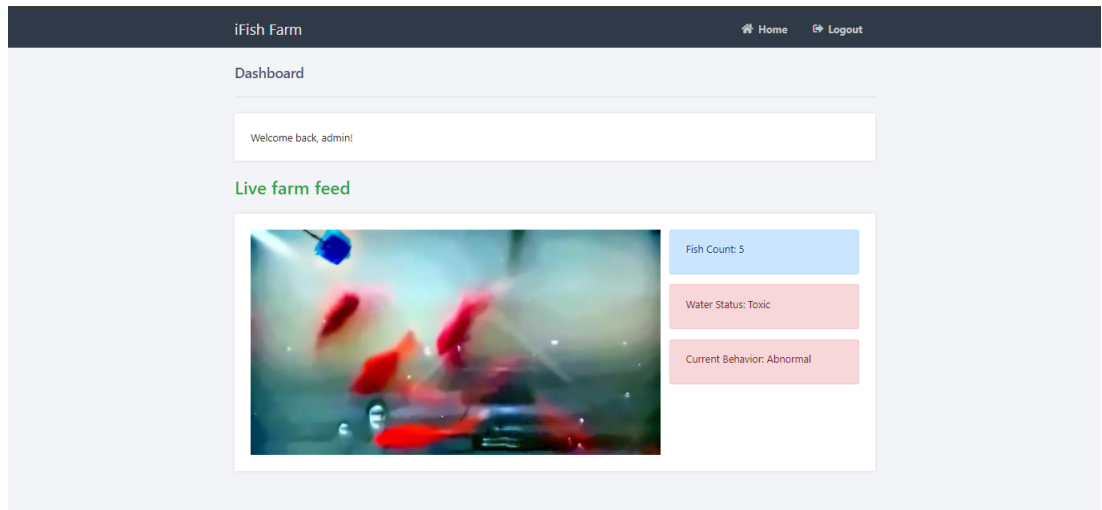 iFish Farm
Home
Logout
Dashboard
Welcome back, admin!
Live farm feed
Fish Count: 5
Water Status: Toxic
Current Behavior: Abnormal